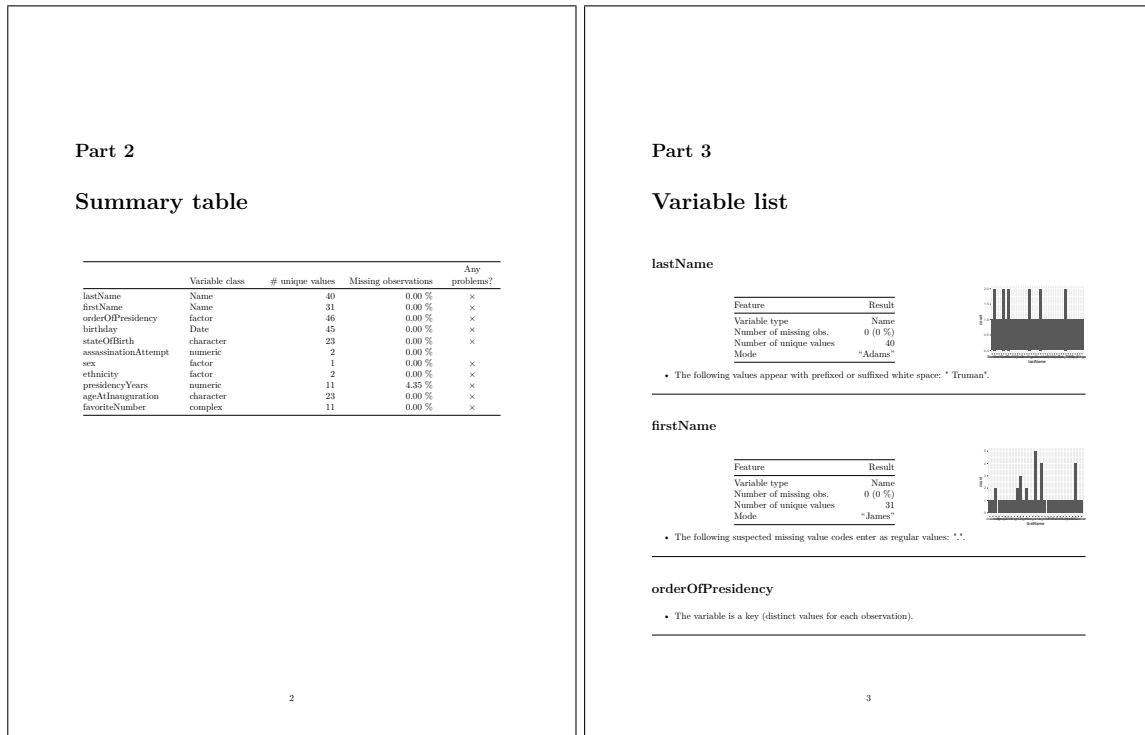 Part 2
Summary table
Any
Variable class # unique values Missing observations problems?
lastName Name 40 0.00 % ×
firstName Name 31 0.00 % ×
orderOfPresidency factor 46 0.00 % ×
birthday Date 45 0.00 % ×
stateOfBirth character 23 0.00 % ×
assassinationAttempt numeric 2 0.00 %
sex factor 1 0.00 % ×
ethnicity factor 2 0.00 % ×
presidencyYears numeric 11 4.35 % ×
ageAtInauguration character 23 0.00 % ×
favoriteNumber complex 11 0.00 % ×
2
Part 3
Variable list
lastName
Feature Result
Variable type Name
Number of missing obs. 0 (0 %)
Number of unique values 40
Mode “Adams”
lastName
• The following values appear with prefixed or suffixed white space: " Truman".
firstName
Feature Result
Variable type Name
Number of missing obs. 0 (0 %)
Number of unique values 31
Mode “James”
firstName
• The following suspected missing value codes enter as regular values: ".".
orderOfPresidency
• The variable is a key (distinct values for each observation).
3